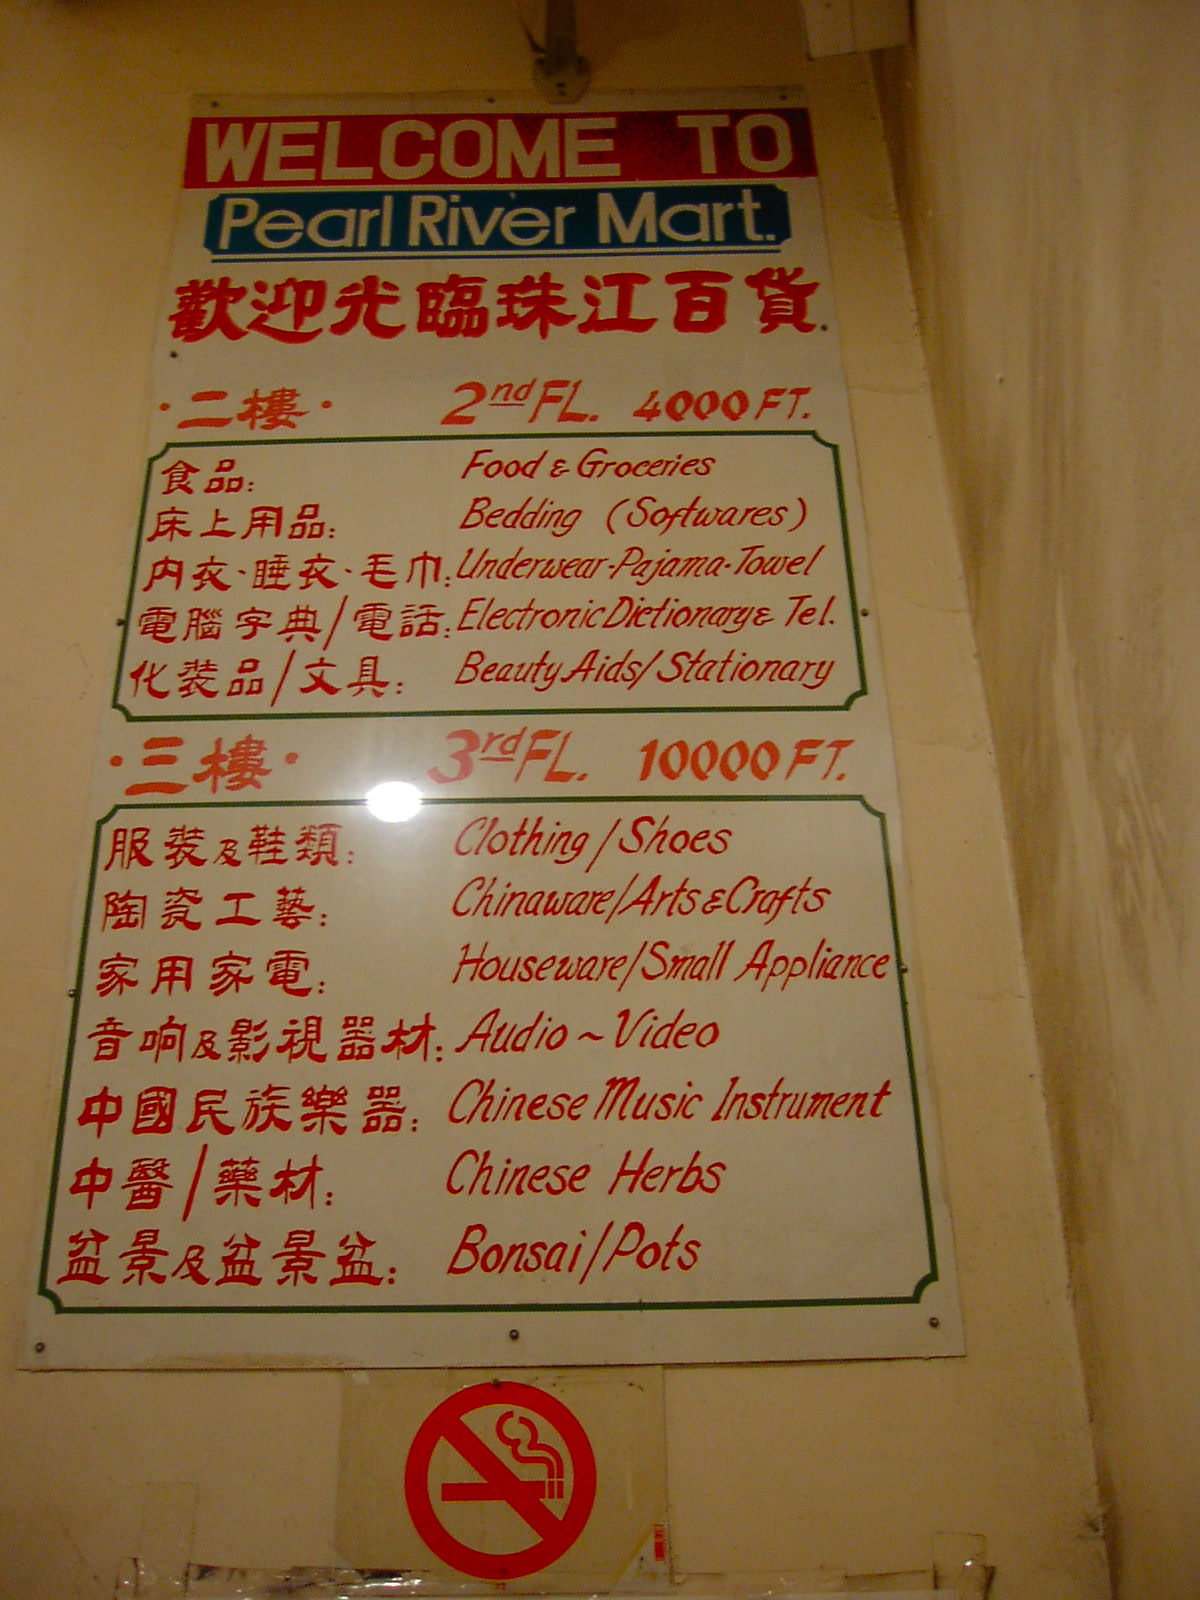 WELCOME TO
Pearl River Mart.
歡迎光臨珠江百貨
·二樓· 2nd FL. 4000 FT.
食品: Food & Groceries
床上用品: Bedding (Softwares)
内衣、睡衣、毛巾: Underwear-Pajama-Towel
電腦字典/電話: Electronic Dictionary & Tel.
化裝品/文具: Beauty Aids/Stationary
·三樓· 3rd FL. 10000 FT.
服裝及鞋類: Clothing/Shoes
陶瓷工藝: Chinaware/Arts & Crafts
家用家電: Houseware/Small Appliance
音响及影視器材: Audio ~ Video
中國民族樂器: Chinese Music Instrument
中醫/藥材: Chinese Herbs
盆景及盆景盆: Bonsai/Pots